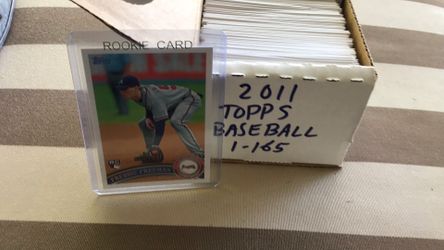 ROOKIE CARD
FREDDIE FREEMAN
2011
TOPPS
BASEBALL
1-165